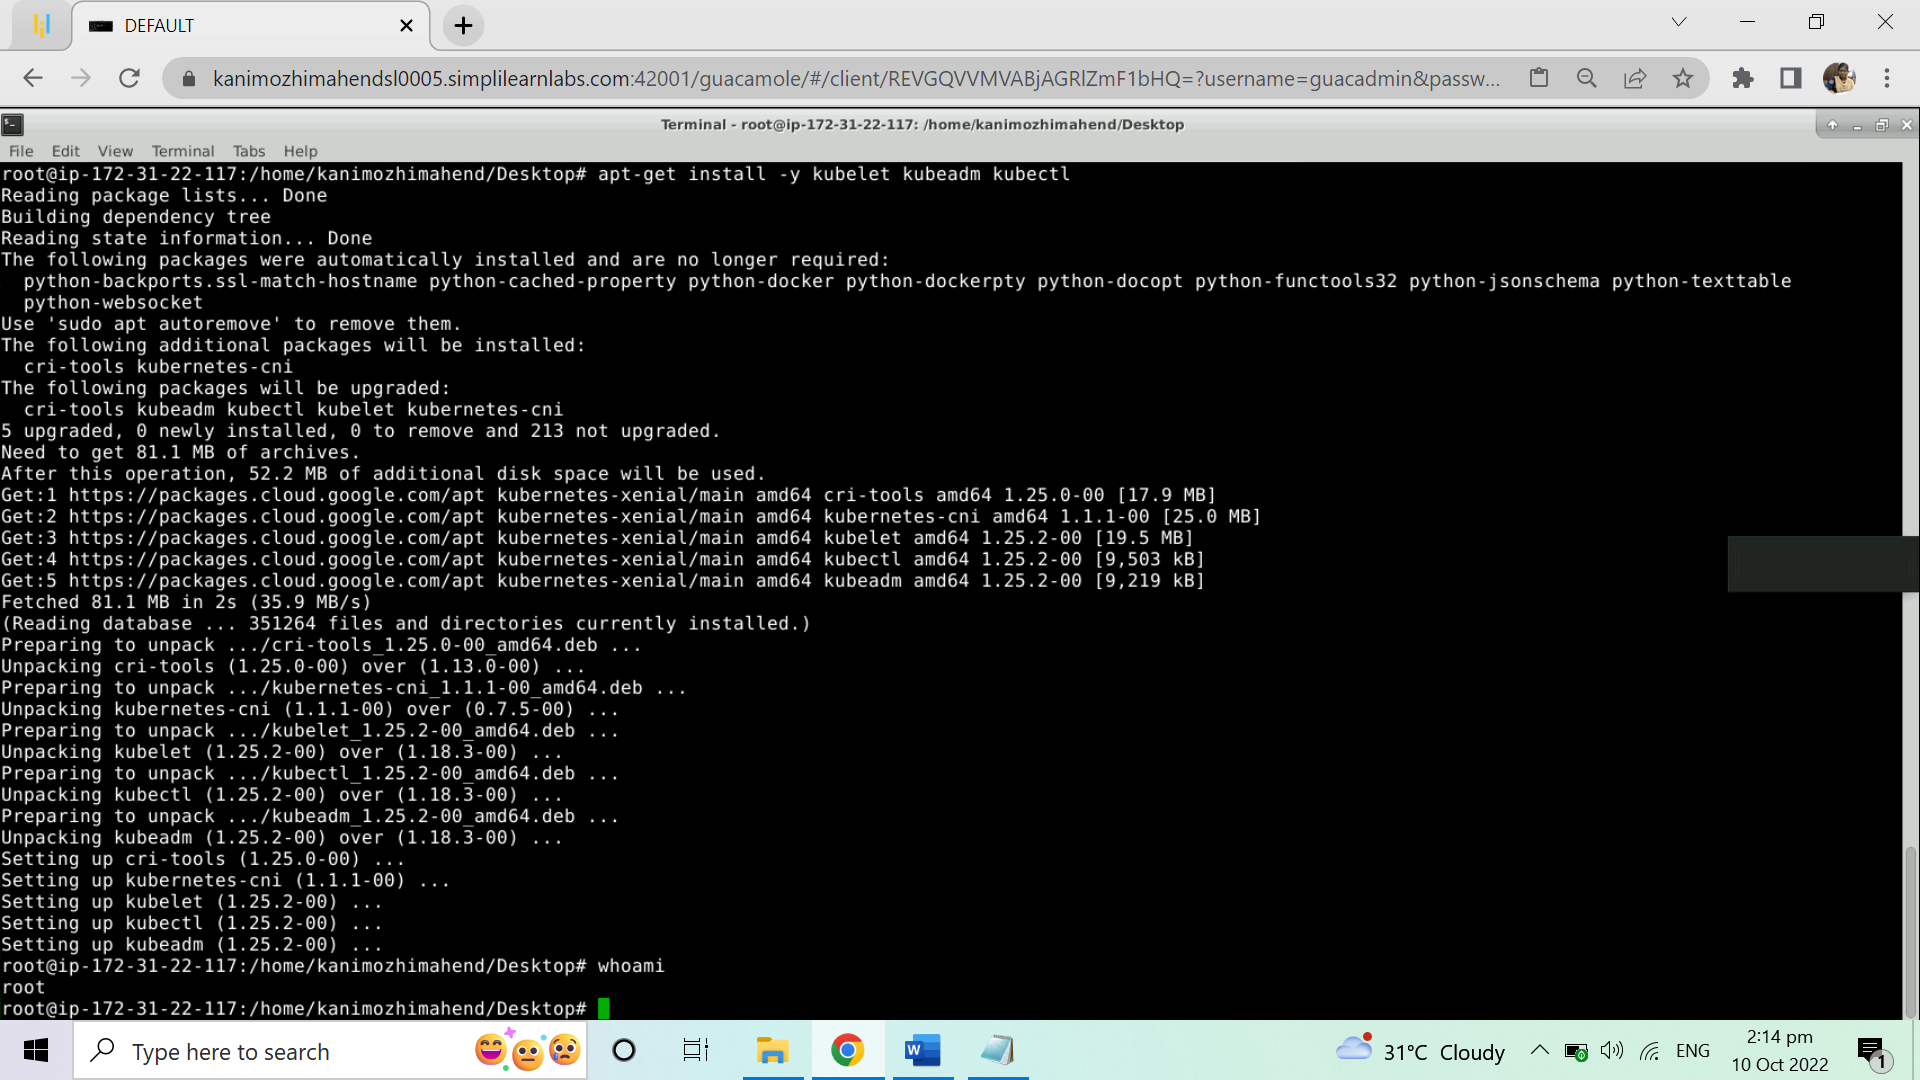 DEFAULT
kanimozhimahendsl0005.simplilearnlabs.com:42001/guacamole/#/client/REVGQVVMVABjAGRlZmF1bHQ=?username=guacadmin&passw...
Terminal - root@ip-172-31-22-117: /home/kanimozhimahend/Desktop
File Edit View Terminal Tabs Help
root@ip-172-31-22-117:/home/kanimozhimahend/Desktop# apt-get install -y kubelet kubeadm kubectl
Reading package lists... Done
Building dependency tree
Reading state information... Done
The following packages were automatically installed and are no longer required:
  python-backports.ssl-match-hostname python-cached-property python-docker python-dockerpty python-docopt python-functools32 python-jsonschema python-texttable
  python-websocket
Use 'sudo apt autoremove' to remove them.
The following additional packages will be installed:
  cri-tools kubernetes-cni
The following packages will be upgraded:
  cri-tools kubeadm kubectl kubelet kubernetes-cni
5 upgraded, 0 newly installed, 0 to remove and 213 not upgraded.
Need to get 81.1 MB of archives.
After this operation, 52.2 MB of additional disk space will be used.
Get:1 https://packages.cloud.google.com/apt kubernetes-xenial/main amd64 cri-tools amd64 1.25.0-00 [17.9 MB]
Get:2 https://packages.cloud.google.com/apt kubernetes-xenial/main amd64 kubernetes-cni amd64 1.1.1-00 [25.0 MB]
Get:3 https://packages.cloud.google.com/apt kubernetes-xenial/main amd64 kubelet amd64 1.25.2-00 [19.5 MB]
Get:4 https://packages.cloud.google.com/apt kubernetes-xenial/main amd64 kubectl amd64 1.25.2-00 [9,503 kB]
Get:5 https://packages.cloud.google.com/apt kubernetes-xenial/main amd64 kubeadm amd64 1.25.2-00 [9,219 kB]
Fetched 81.1 MB in 2s (35.9 MB/s)
(Reading database ... 351264 files and directories currently installed.)
Preparing to unpack .../cri-tools_1.25.0-00_amd64.deb ...
Unpacking cri-tools (1.25.0-00) over (1.13.0-00) ...
Preparing to unpack .../kubernetes-cni_1.1.1-00_amd64.deb ...
Unpacking kubernetes-cni (1.1.1-00) over (0.7.5-00) ...
Preparing to unpack .../kubelet_1.25.2-00_amd64.deb ...
Unpacking kubelet (1.25.2-00) over (1.18.3-00) ...
Preparing to unpack .../kubectl_1.25.2-00_amd64.deb ...
Unpacking kubectl (1.25.2-00) over (1.18.3-00) ...
Preparing to unpack .../kubeadm_1.25.2-00_amd64.deb ...
Unpacking kubeadm (1.25.2-00) over (1.18.3-00) ...
Setting up cri-tools (1.25.0-00) ...
Setting up kubernetes-cni (1.1.1-00) ...
Setting up kubelet (1.25.2-00) ...
Setting up kubectl (1.25.2-00) ...
Setting up kubeadm (1.25.2-00) ...
root@ip-172-31-22-117:/home/kanimozhimahend/Desktop# whoami
root
root@ip-172-31-22-117:/home/kanimozhimahend/Desktop#
Type here to search
W
31°C Cloudy
ENG
2:14 pm
10 Oct 2022
1